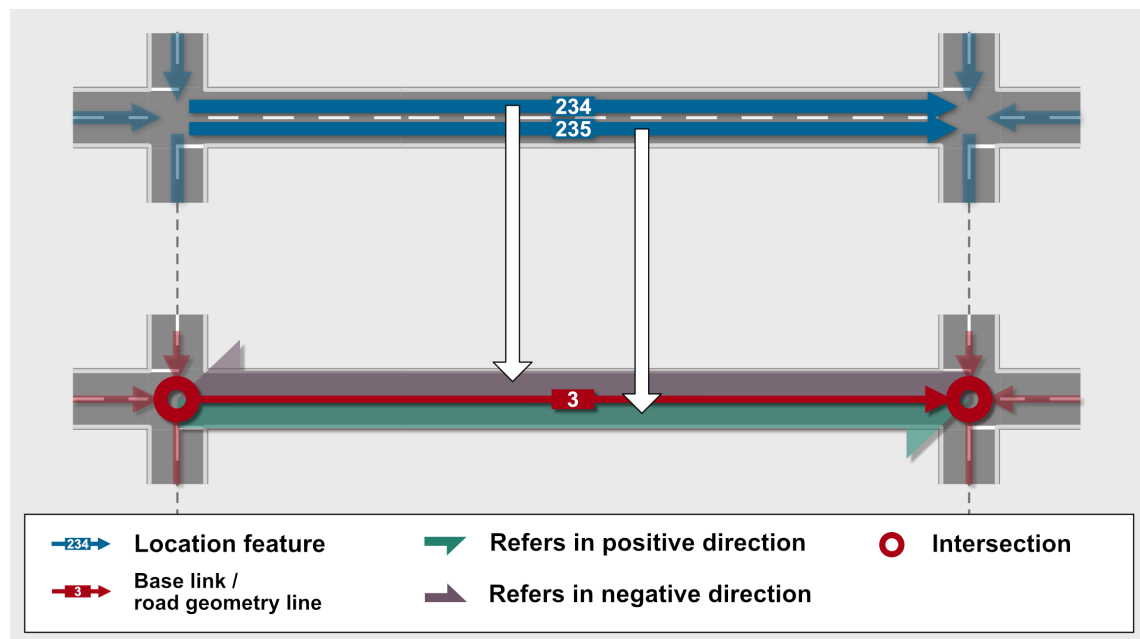 234
235
3
234 Location feature
Refers in positive direction
Intersection
3 Base link /
road geometry line
Refers in negative direction